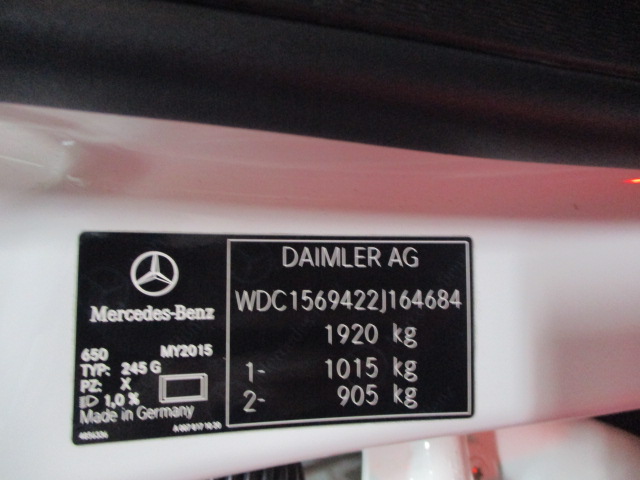 Mercedes-Benz
650 MY2015
TYP: 245 G
PZ: X
1,0 %
Made in Germany
DAIMLER AG
WDC1569422J164684
1920 kg
1- 1015 kg
2- 905 kg